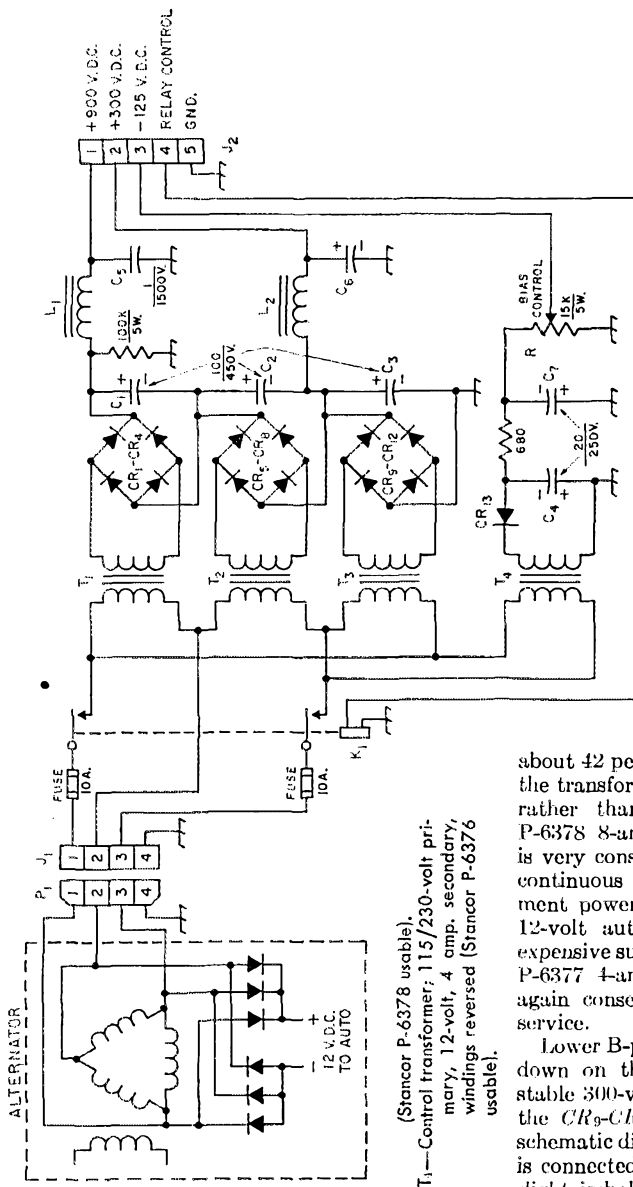 ALTERNATOR
12 V.D.C.
TO AUTO
+
−
P₁
J₁
1
2
3
4
1
2
3
4
FUSE
10A.
FUSE
10A.
K₁
T₁
T₂
T₃
T₄
CR₁-CR₄
CR₅-CR₈
CR₉-CR₁₂
CR₁₃
C₁
C₂
C₃
100
450V.
100K
5W.
L₁
L₂
C₅
1
1500V.
C₆
C₄
C₇
20
250V.
680
R
BIAS
CONTROL
15K
5W.
J₂
1
2
3
4
5
+900 V.D.C.
+300 V.D.C.
−125 V.D.C.
RELAY CONTROL
GND.
(Stancor P-6378 usable).
T₁—Control transformer; 115/230-volt pri-
mary, 12-volt, 4 amp. secondary,
windings reversed (Stancor P-6376
usable).
about 42 pe
the transfor
rather than
P-6378 8-an
is very cons
continuous
ment power
12-volt aut
expensive su
P-6377 4-an
again conse
service.
Lower B-p
down on th
stable 300-v
the CR₉-CR
schematic di
is connected